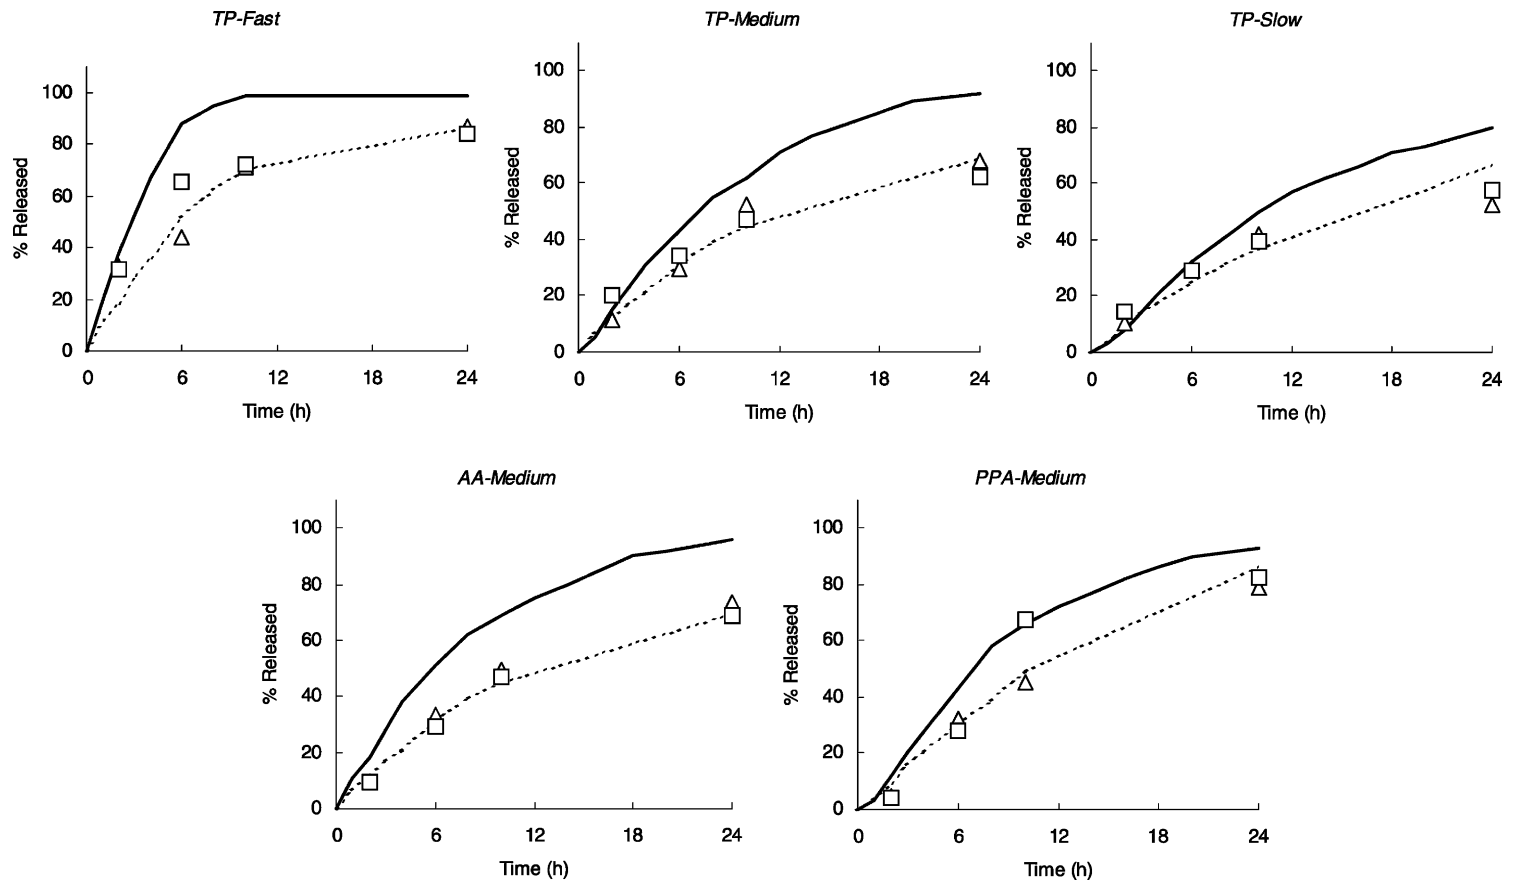 TP-Fast
TP-Medium
TP-Slow
% Released
100
80
60
40
20
0
0 6 12 18 24
Time (h)
% Released
100
80
60
40
20
0
0 6 12 18 24
Time (h)
% Released
100
80
60
40
20
0
0 6 12 18 24
Time (h)
AA-Medium
PPA-Medium
% Released
100
80
60
40
20
0
0 6 12 18 24
Time (h)
% Released
100
80
60
40
20
0
0 6 12 18 24
Time (h)